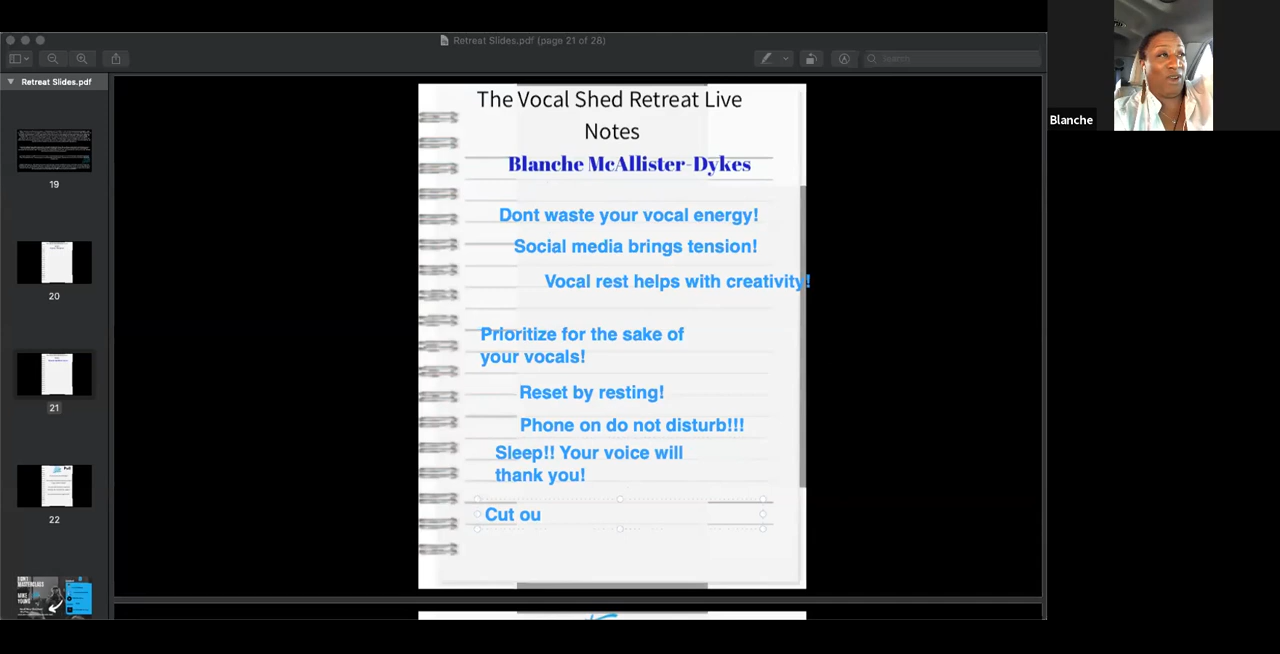 Retreat Slides.pdf (page 21 of 28)
Search
Retreat Slides.pdf
19
20
21
22
The Vocal Shed Retreat Live
Notes
Blanche McAllister-Dykes
Dont waste your vocal energy!
Social media brings tension!
Vocal rest helps with creativity!
Prioritize for the sake of
your vocals!
Reset by resting!
Phone on do not disturb!!!
Sleep!! Your voice will
thank you!
Cut ou
Blanche